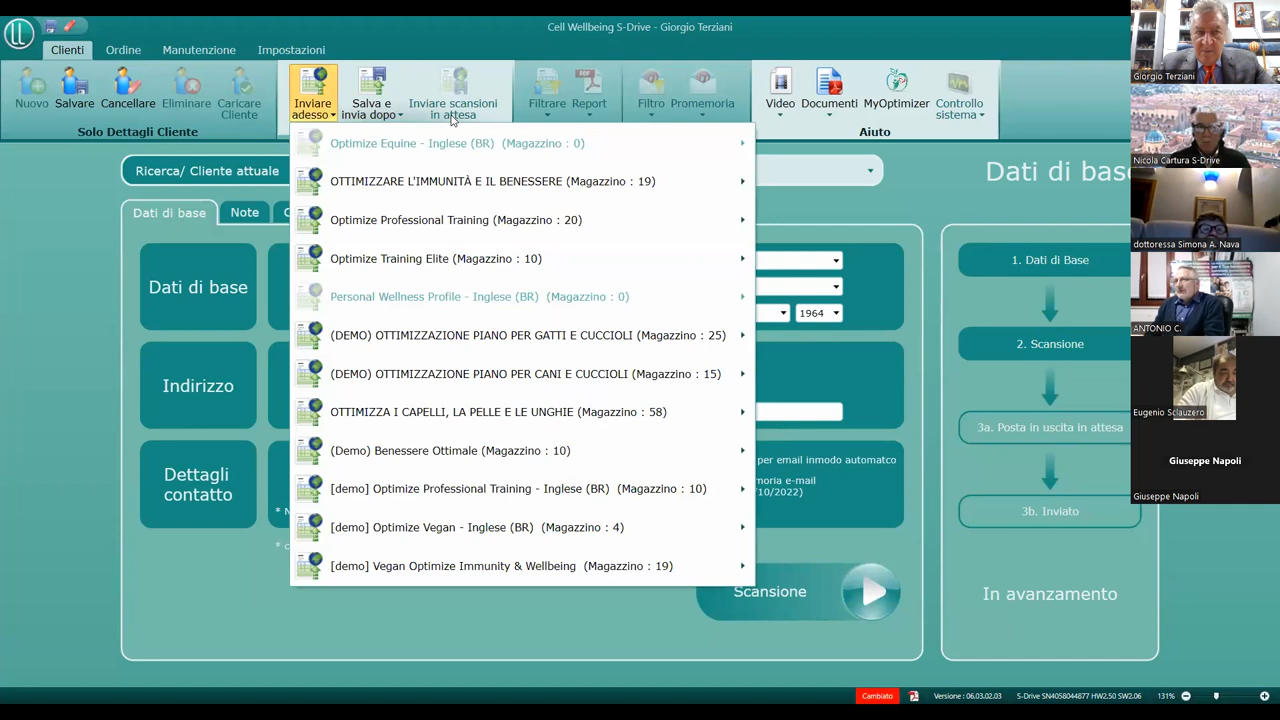 Cell Wellbeing S-Drive - Giorgio Terziani
Clienti
Ordine
Manutenzione
Impostazioni
Nuovo
Salvare
Cancellare
Eliminare
Caricare
Cliente
Solo Dettagli Cliente
Inviare
adesso
Salva e
invia dopo
Inviare scansioni
in attesa
Filtrare
Report
Filtro
Promemoria
Video
Documenti
MyOptimizer
Controllo
sistema
Aiuto
Optimize Equine - Inglese (BR) (Magazzino : 0)
OTTIMIZZARE L'IMMUNITÀ E IL BENESSERE (Magazzino : 19)
Optimize Professional Training (Magazzino : 20)
Optimize Training Elite (Magazzino : 10)
Personal Wellness Profile - Inglese (BR) (Magazzino : 0)
(DEMO) OTTIMIZZAZIONE PIANO PER GATTI E CUCCIOLI (Magazzino : 25)
(DEMO) OTTIMIZZAZIONE PIANO PER CANI E CUCCIOLI (Magazzino : 15)
OTTIMIZZA I CAPELLI, LA PELLE E LE UNGHIE (Magazzino : 58)
(Demo) Benessere Ottimale (Magazzino : 10)
[demo] Optimize Professional Training - Inglese (BR) (Magazzino : 10)
[demo] Optimize Vegan - Inglese (BR) (Magazzino : 4)
[demo] Vegan Optimize Immunity & Wellbeing (Magazzino : 19)
Ricerca/ Cliente attuale
Dati di base
Note
Dati di base
Indirizzo
Dettagli
contatto
1964
per email inmodo automatco
moria e-mail
/10/2022)
Scansione
Dati di bas
1. Dati di Base
2. Scansione
3a. Posta in uscita in attesa
3b. Inviato
In avanzamento
Giorgio Terziani
Nicola Cartura S-Drive
dottoressa Simona A. Nava
ANTONIO C.
Eugenio Sclauzero
Giuseppe Napoli
Giuseppe Napoli
Cambiato
Versione : 06.03.02.03
S-Drive SN4058044877 HW2.50 SW2.06
131%